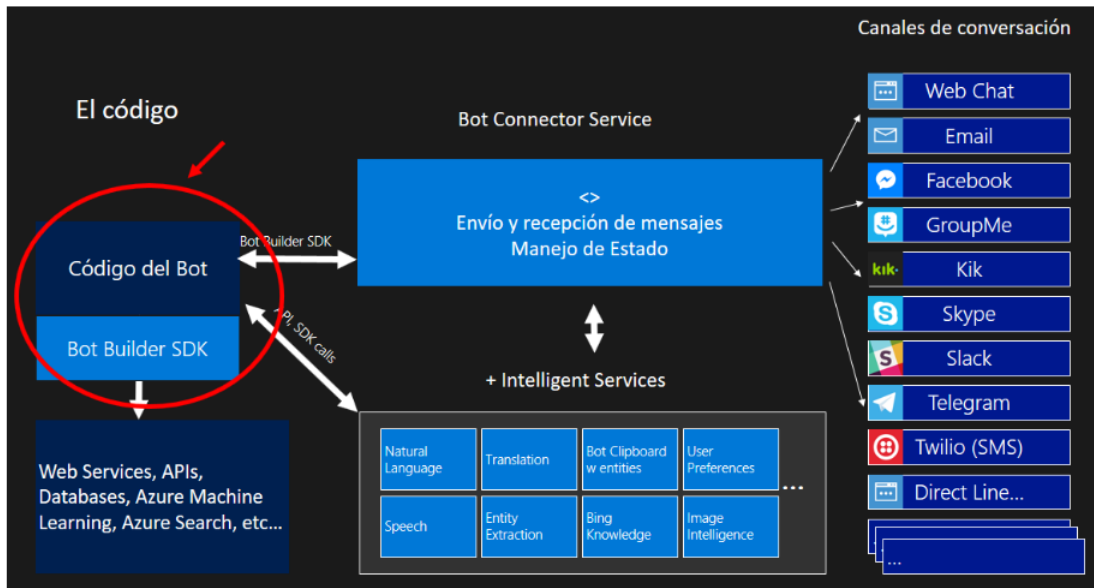 Canales de conversación
El código
Bot Connector Service
<>
Envío y recepción de mensajes
Manejo de Estado
Bot Builder SDK
Código del Bot
Bot Builder SDK
API, SDK calls
+ Intelligent Services
Web Services, APIs,
Databases, Azure Machine
Learning, Azure Search, etc...
Natural
Language
Translation
Bot Clipboard
w entities
User
Preferences
Speech
Entity
Extraction
Bing
Knowledge
Image
Intelligence
...
Web Chat
Email
Facebook
GroupMe
kik.
Kik
Skype
Slack
Telegram
Twilio (SMS)
Direct Line...
...